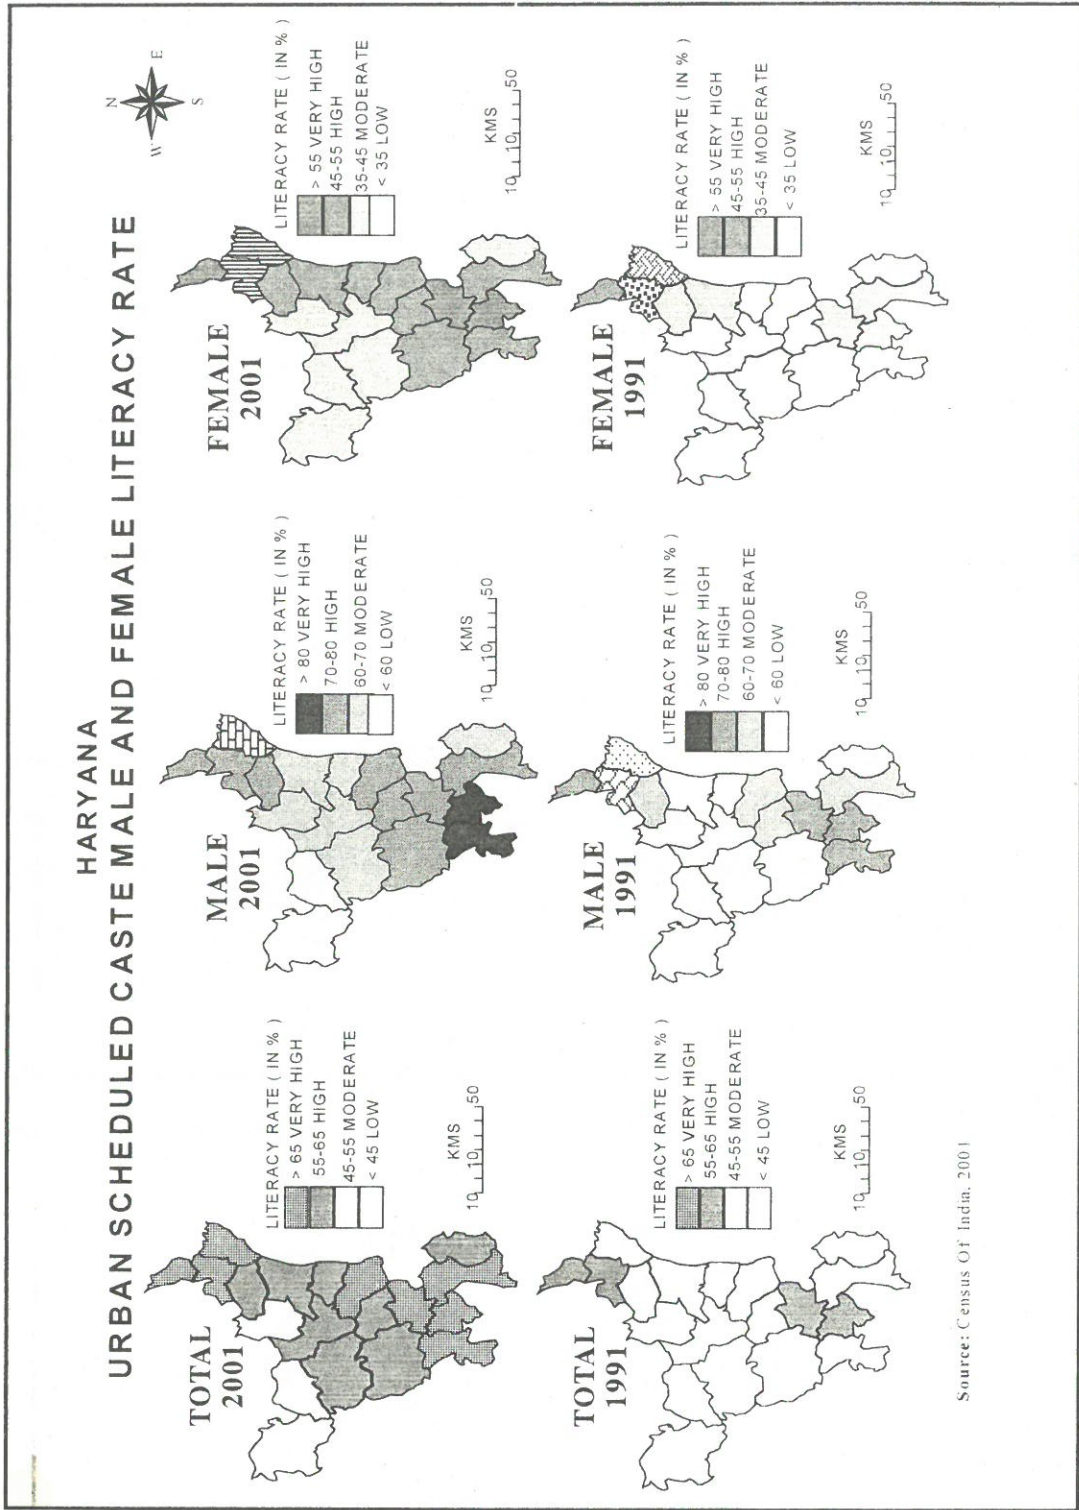 HARYANA
URBAN SCHEDULED CASTE MALE AND FEMALE LITERACY RATE
N
W
E
S
TOTAL
2001
LITERACY RATE ( IN % )
> 65 VERY HIGH
55-65 HIGH
45-55 MODERATE
< 45 LOW
KMS
10 10 50
MALE
2001
LITERACY RATE ( IN % )
> 80 VERY HIGH
70-80 HIGH
60-70 MODERATE
< 60 LOW
KMS
10 10 50
FEMALE
2001
LITERACY RATE ( IN % )
> 55 VERY HIGH
45-55 HIGH
35-45 MODERATE
< 35 LOW
KMS
10 10 50
TOTAL
1991
LITERACY RATE ( IN % )
> 65 VERY HIGH
55-65 HIGH
45-55 MODERATE
< 45 LOW
KMS
10 10 50
MALE
1991
LITERACY RATE ( IN % )
> 80 VERY HIGH
70-80 HIGH
60-70 MODERATE
< 60 LOW
KMS
10 10 50
FEMALE
1991
LITERACY RATE ( IN % )
> 55 VERY HIGH
45-55 HIGH
35-45 MODERATE
< 35 LOW
KMS
10 10 50
Source: Census Of India. 2001